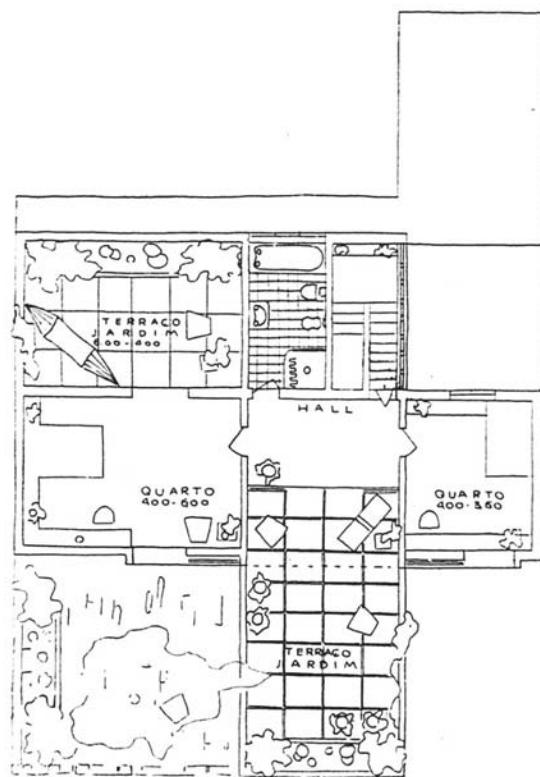 TERRAÇO
JARDIM
600-400
HALL
QUARTO
400-600
QUARTO
400-350
TERRAÇO
JARDIM